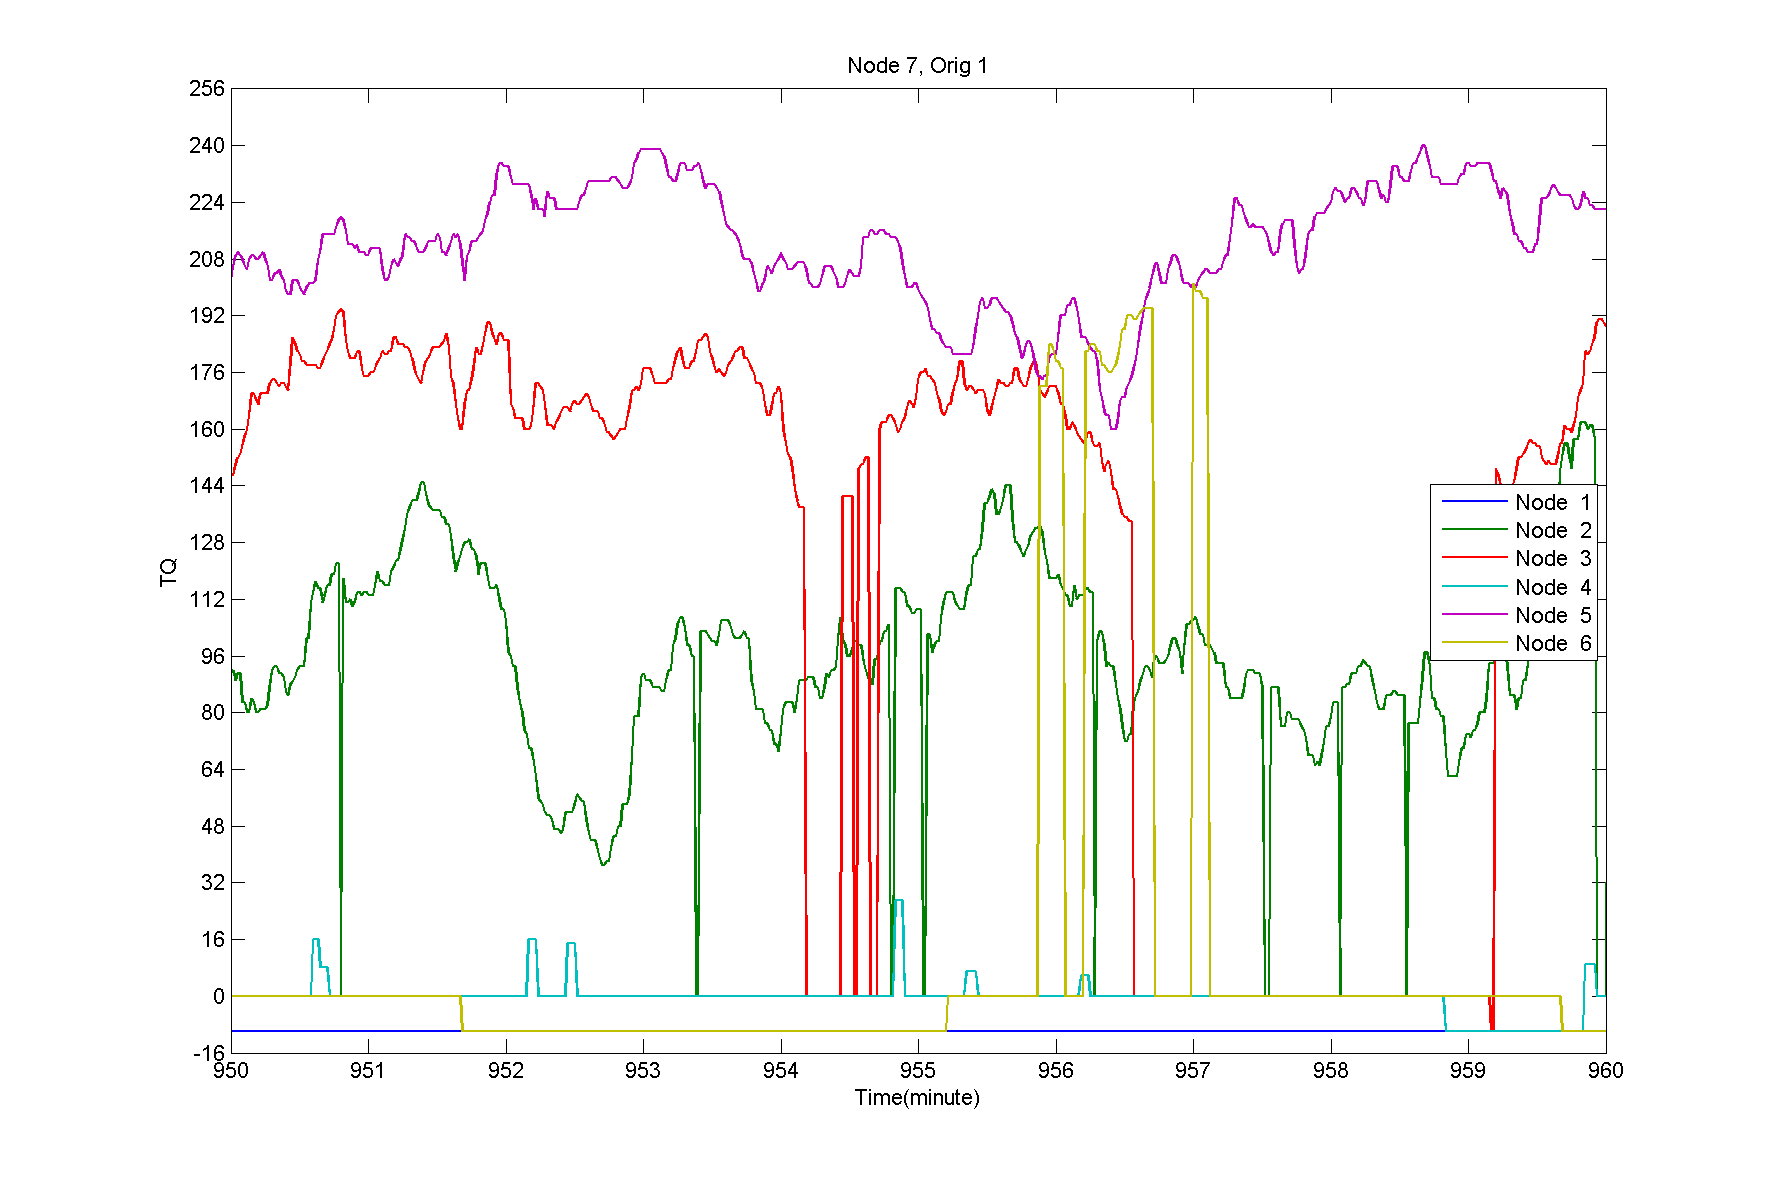 Node 7, Orig 1
256
240
224
208
192
176
160
144
128
112
96
80
64
48
32
16
0
-16
TQ
950 951 952 953 954 955 956 957 958 959 960
Time(minute)
Node 1
Node 2
Node 3
Node 4
Node 5
Node 6